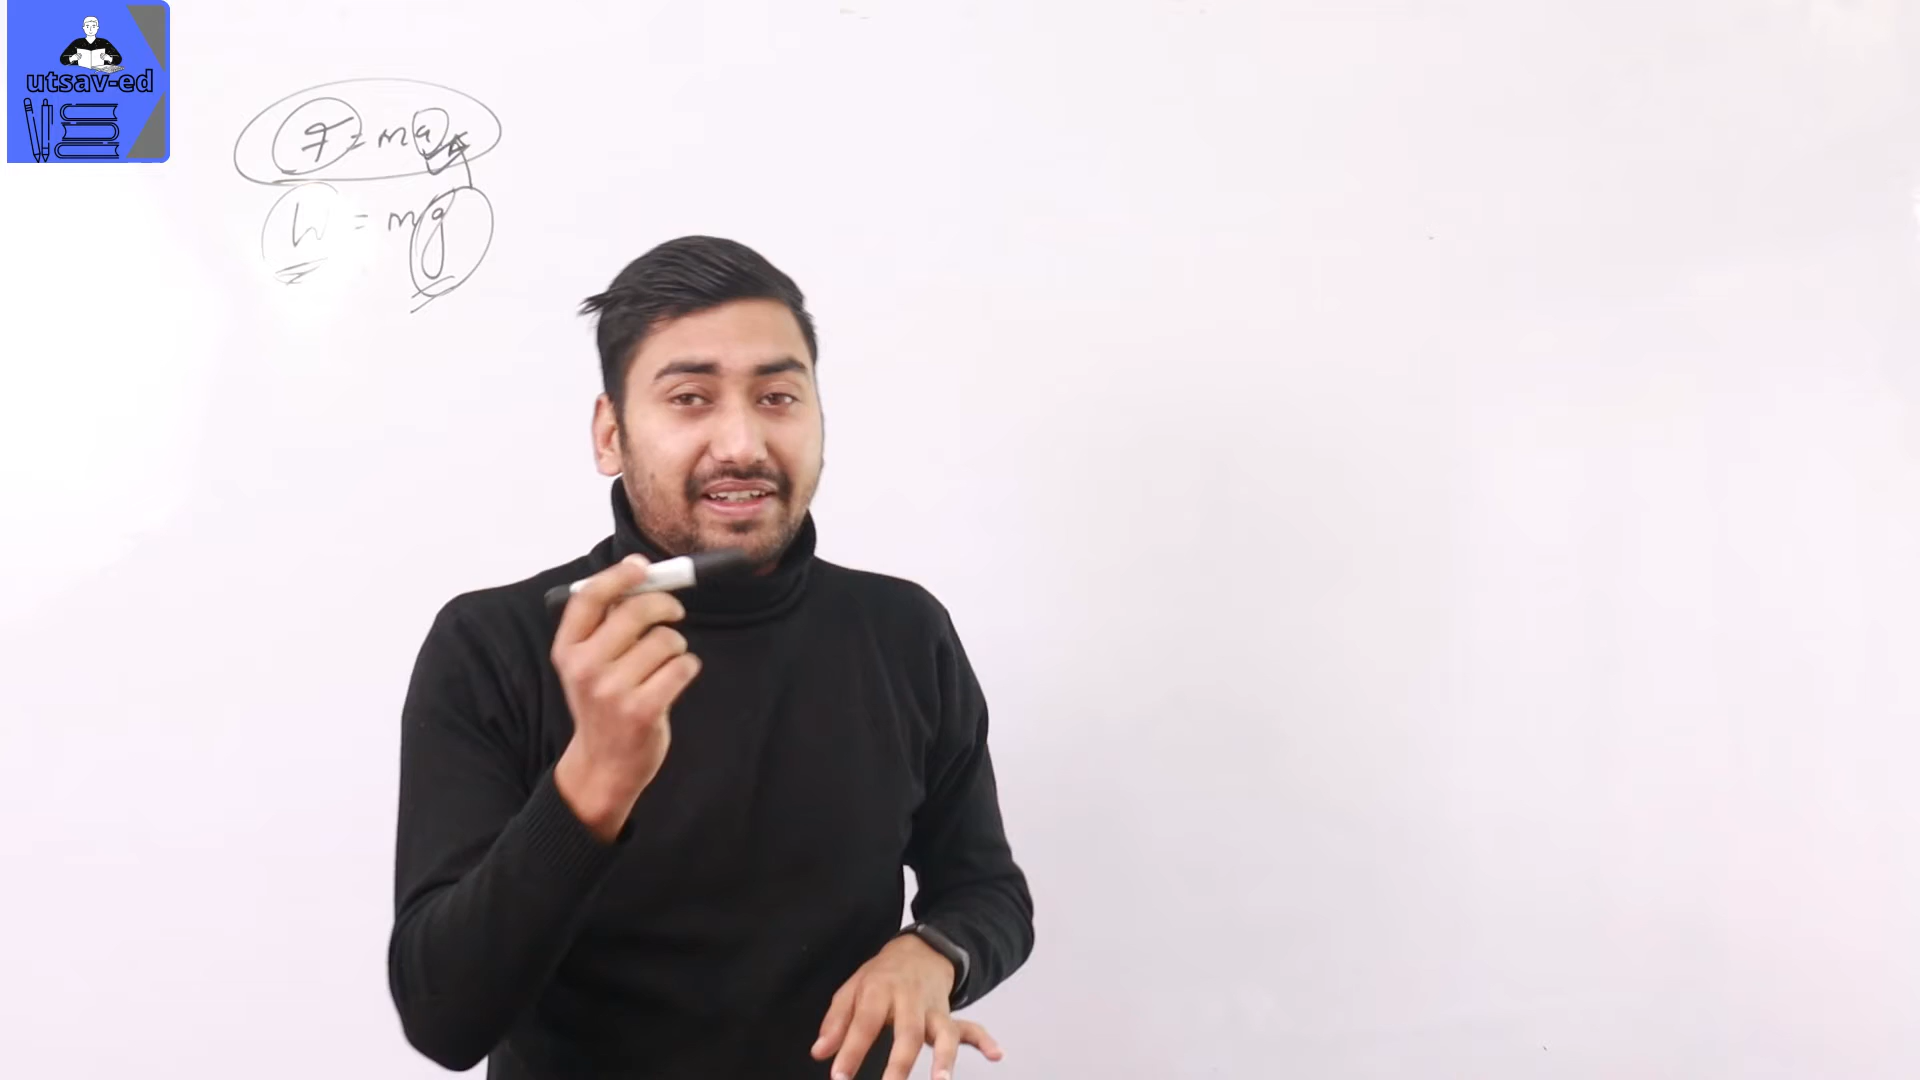 utsav-ed
F = ma
W = mg